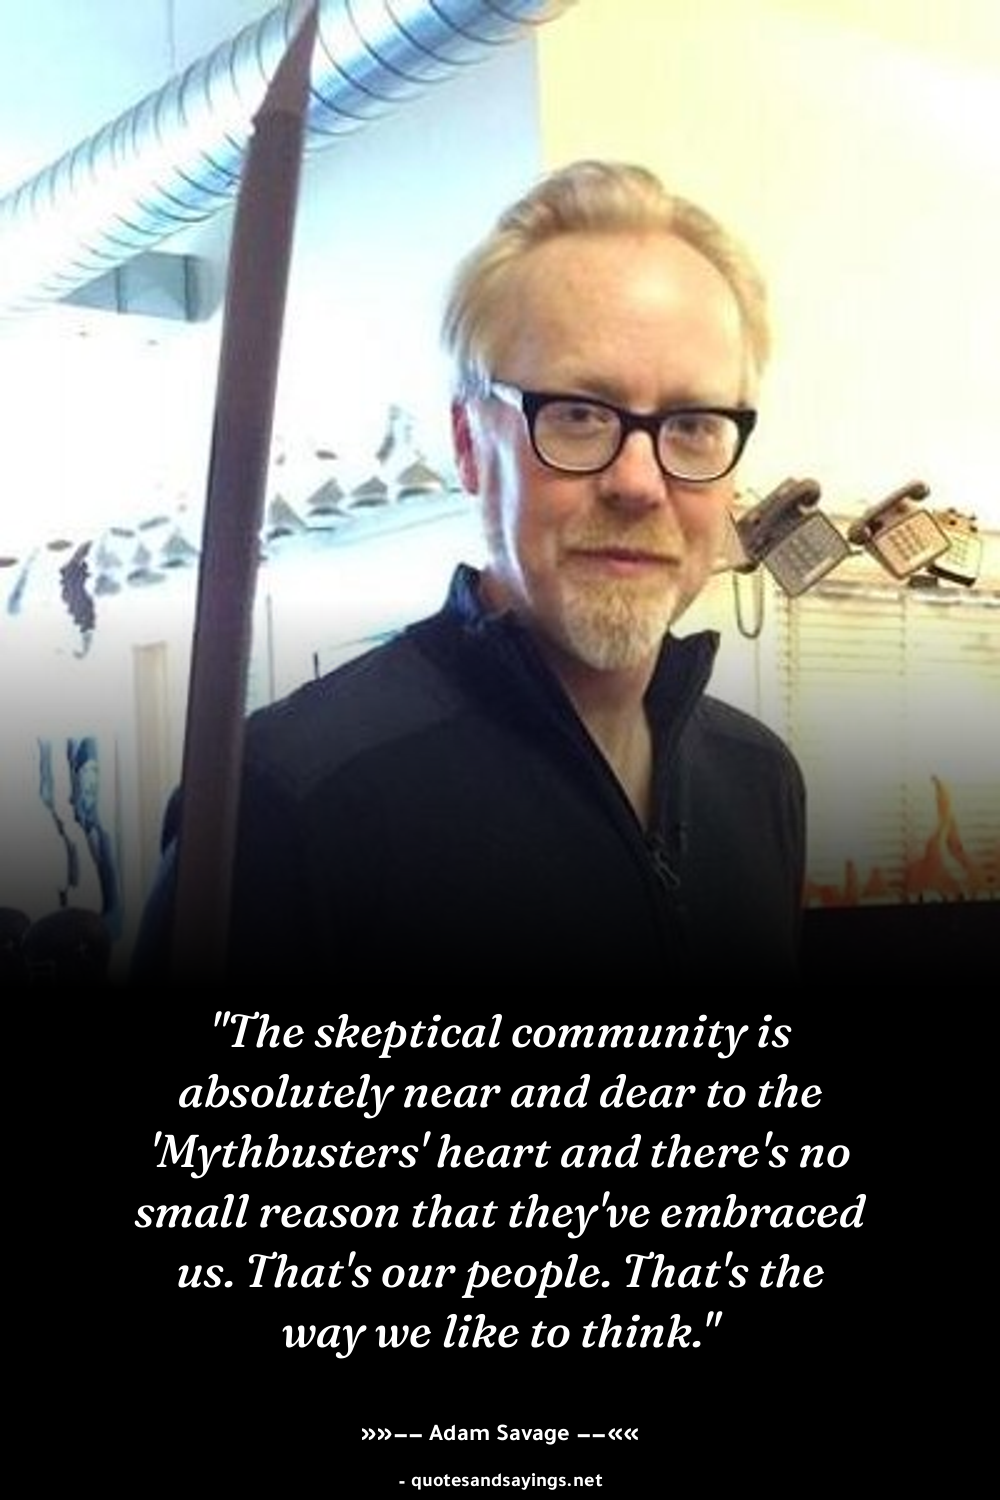 "The skeptical community is
absolutely near and dear to the
'Mythbusters' heart and there's no
small reason that they've embraced
us. That's our people. That's the
way we like to think."
»»−− Adam Savage −−««
- quotesandsayings.net